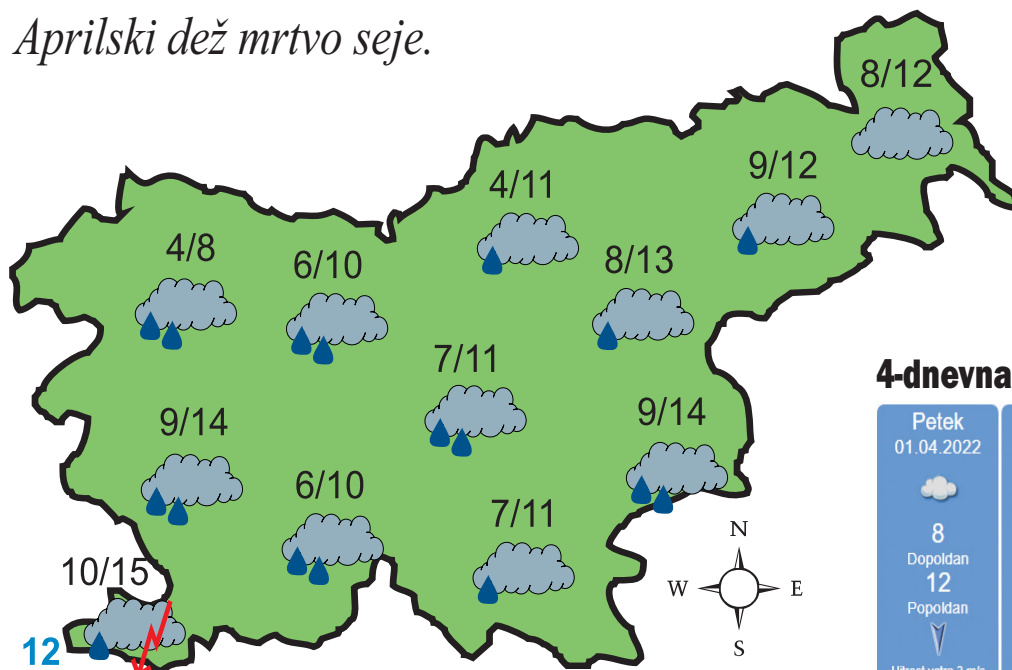 Aprilski dež mrtvo seje.
8/12
9/12
4/11
4/8
6/10
8/13
7/11
9/14
9/14
6/10
7/11
10/15
12
N
W E
S
4-dnevna
Petek
01.04.2022
8
Dopoldan
12
Popoldan